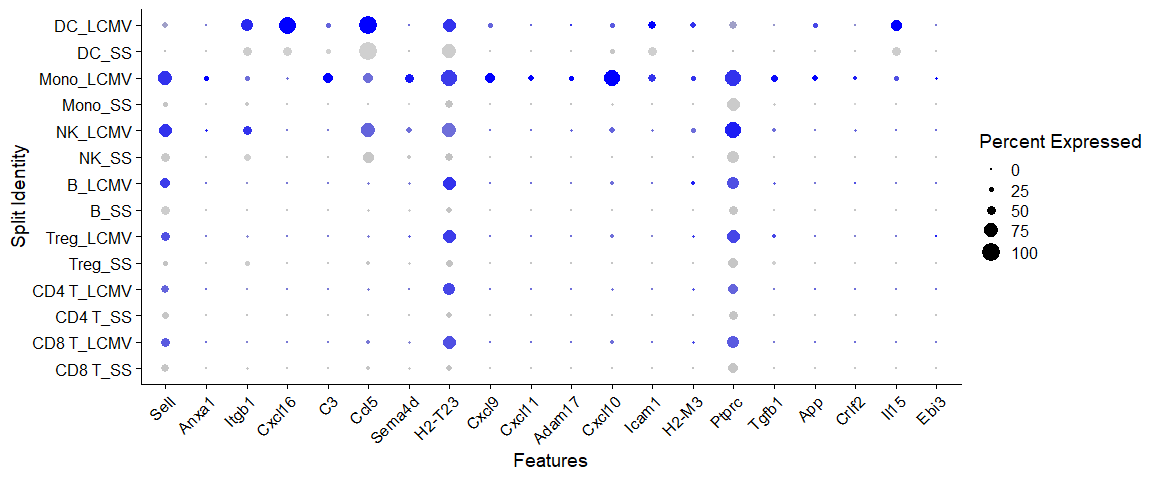 Split Identity
DC_LCMV
DC_SS
Mono_LCMV
Mono_SS
NK_LCMV
NK_SS
B_LCMV
B_SS
Treg_LCMV
Treg_SS
CD4 T_LCMV
CD4 T_SS
CD8 T_LCMV
CD8 T_SS
Sell
Anxa1
Itgb1
Cxcl16
C3
Ccl5
Sema4d
H2-T23
Cxcl9
Cxcl11
Adam17
Cxcl10
Icam1
H2-M3
Ptprc
Tgfb1
App
Crlf2
Il15
Ebi3
Features
Percent Expressed
0
25
50
75
100